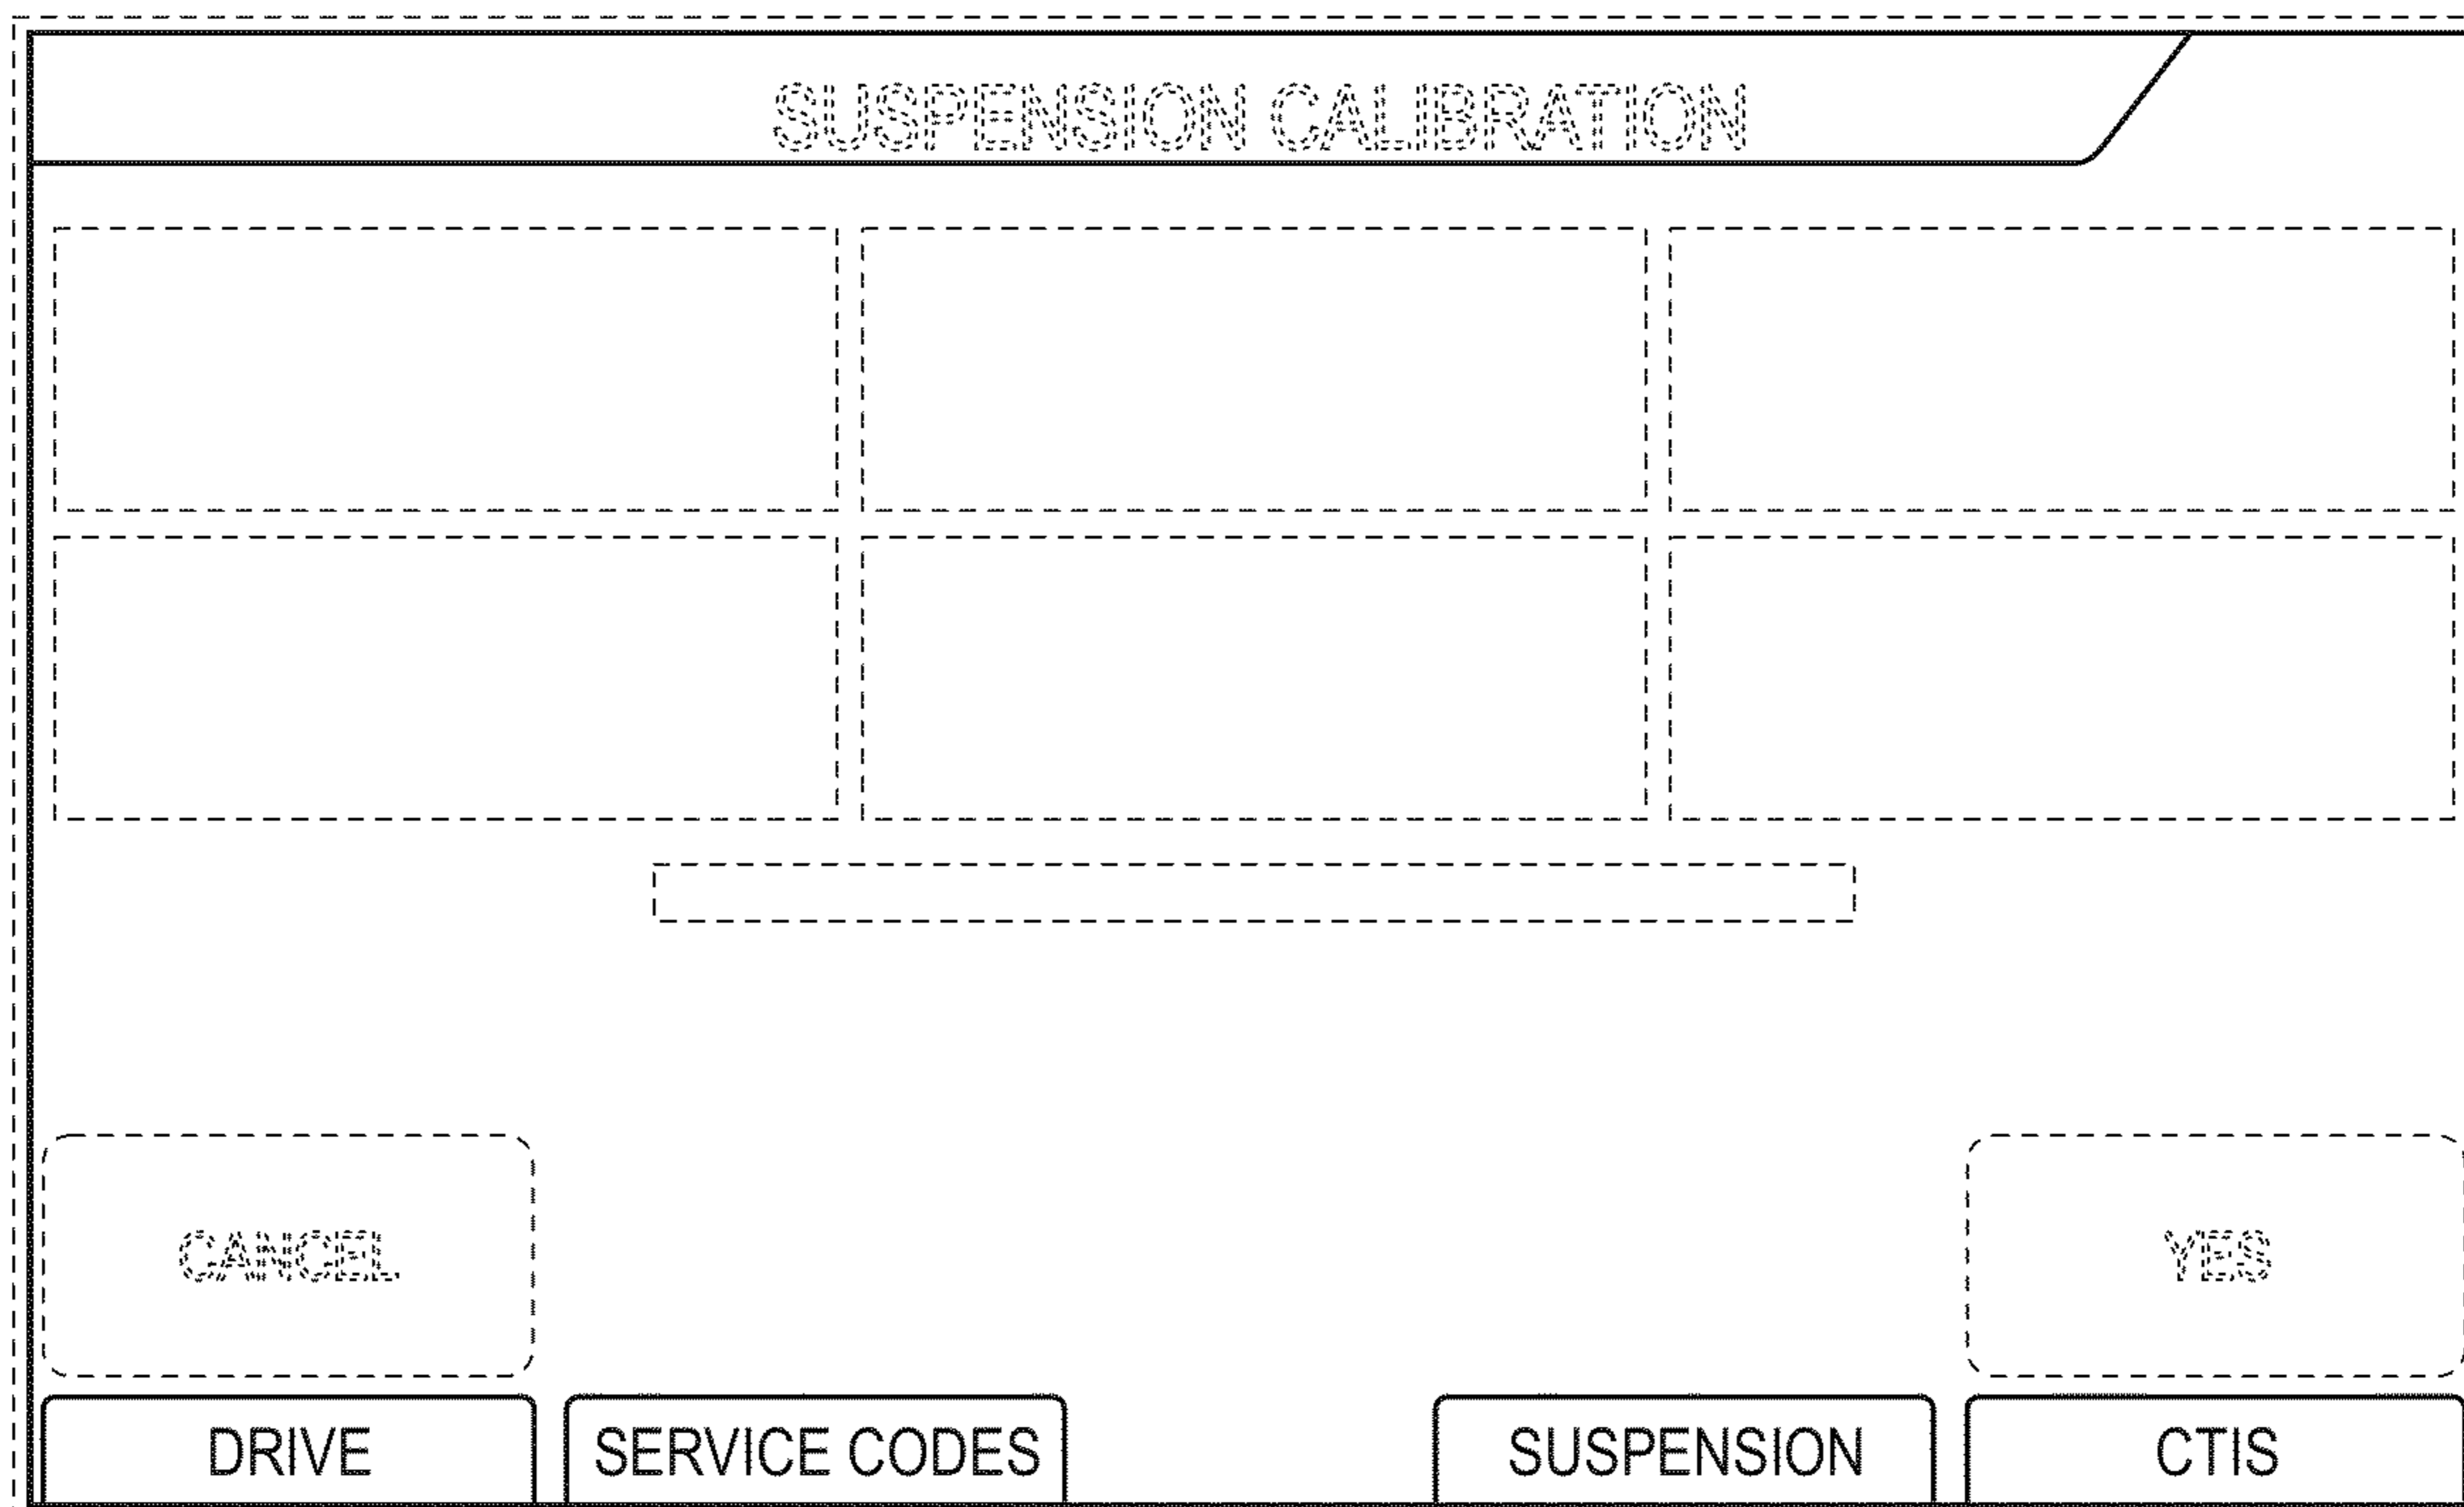 SUSPENSION CALIBRATION
CANCEL YES
DRIVE SERVICE CODES SUSPENSION CTIS